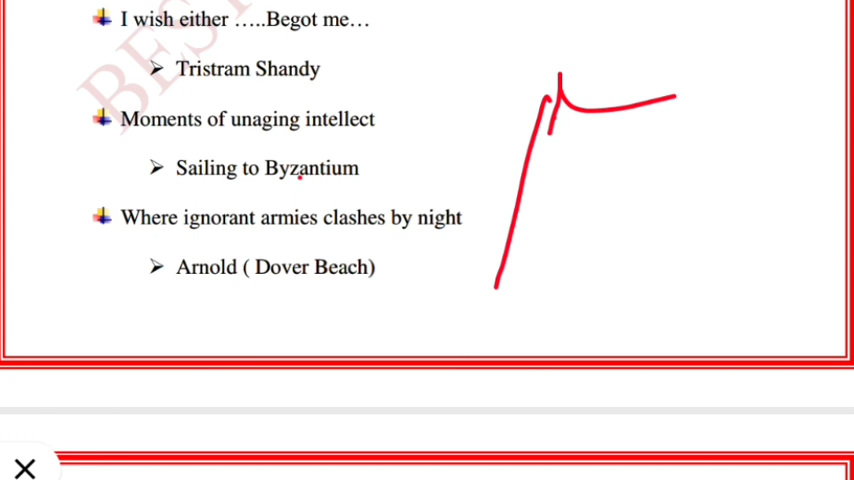 I wish either …..Begot me…
Tristram Shandy
Moments of unaging intellect
Sailing to Byzantium
Where ignorant armies clashes by night
Arnold ( Dover Beach)
BEST